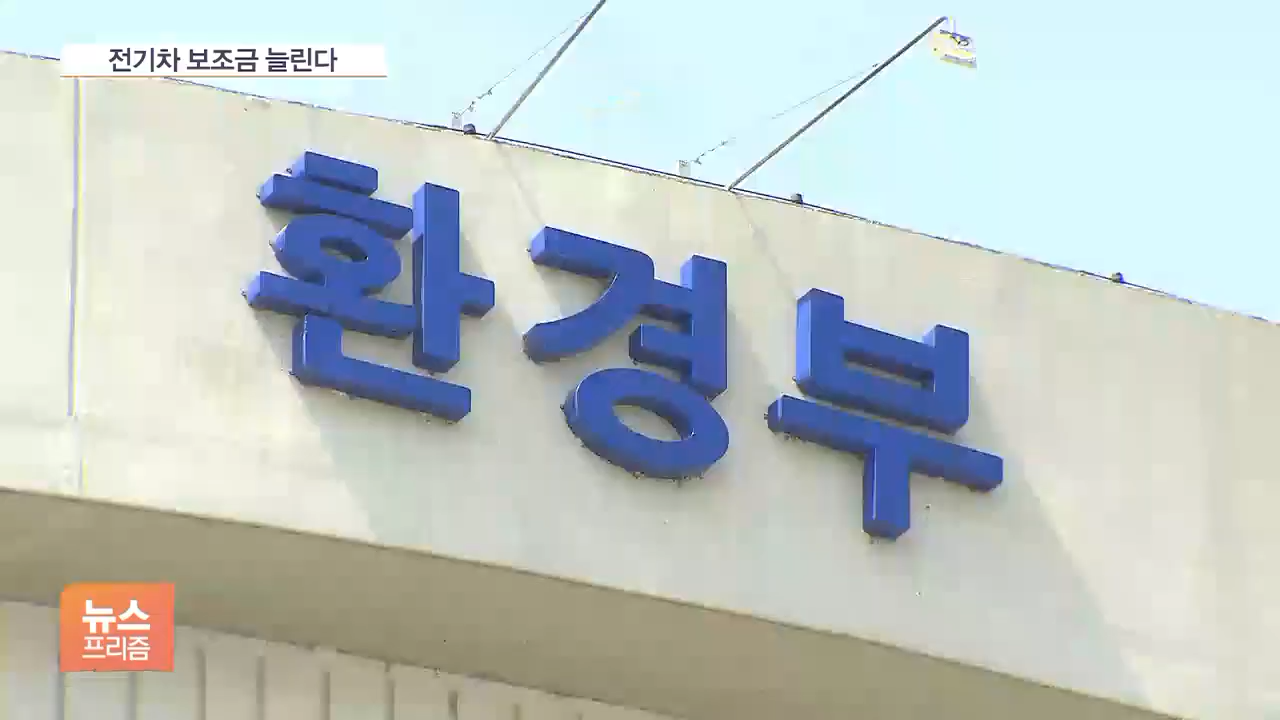 전기차 보조금 늘린다
환경부
뉴스
프리즘